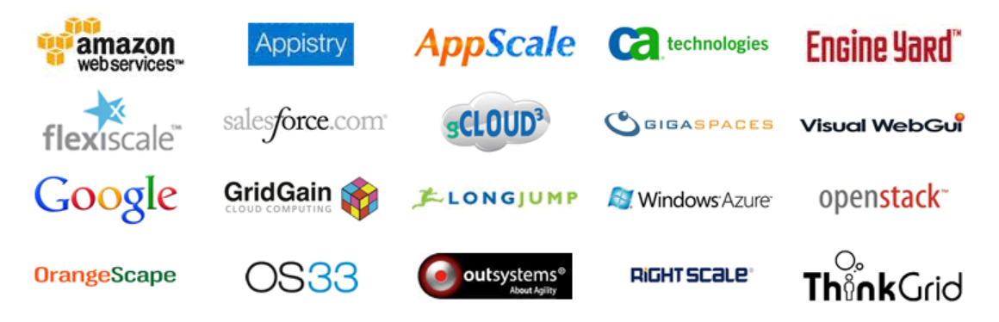 amazon
webservices™
Appistry
AppScale
ca technologies
Engine Yard™
flexiscale™
salesforce.com®
gCLOUD³
GIGASPACES
Visual WebGui
Google
GridGain
CLOUD COMPUTING
LONGJUMP
Windows Azure™
openstack™
OrangeScape
OS33
outsystems®
About Agility
RIGHTSCALE®
ThinkGrid